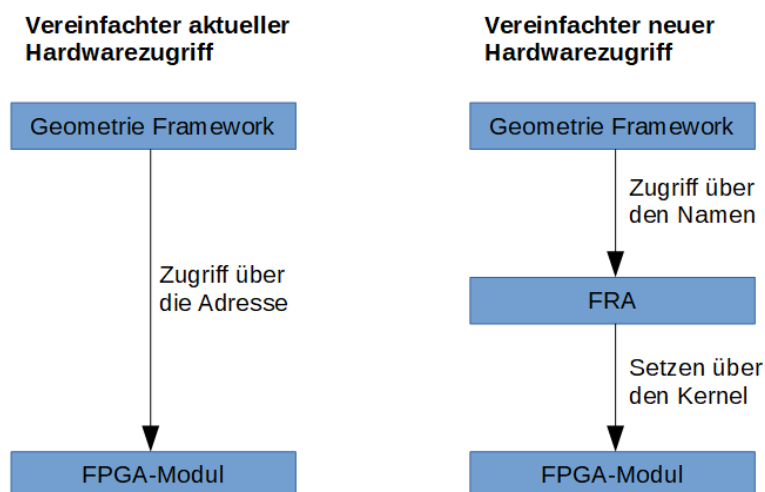 Vereinfachter aktueller
Hardwarezugriff
Geometrie Framework
Zugriff über
die Adresse
FPGA-Modul
Vereinfachter neuer
Hardwarezugriff
Geometrie Framework
Zugriff über
den Namen
FRA
Setzen über
den Kernel
FPGA-Modul